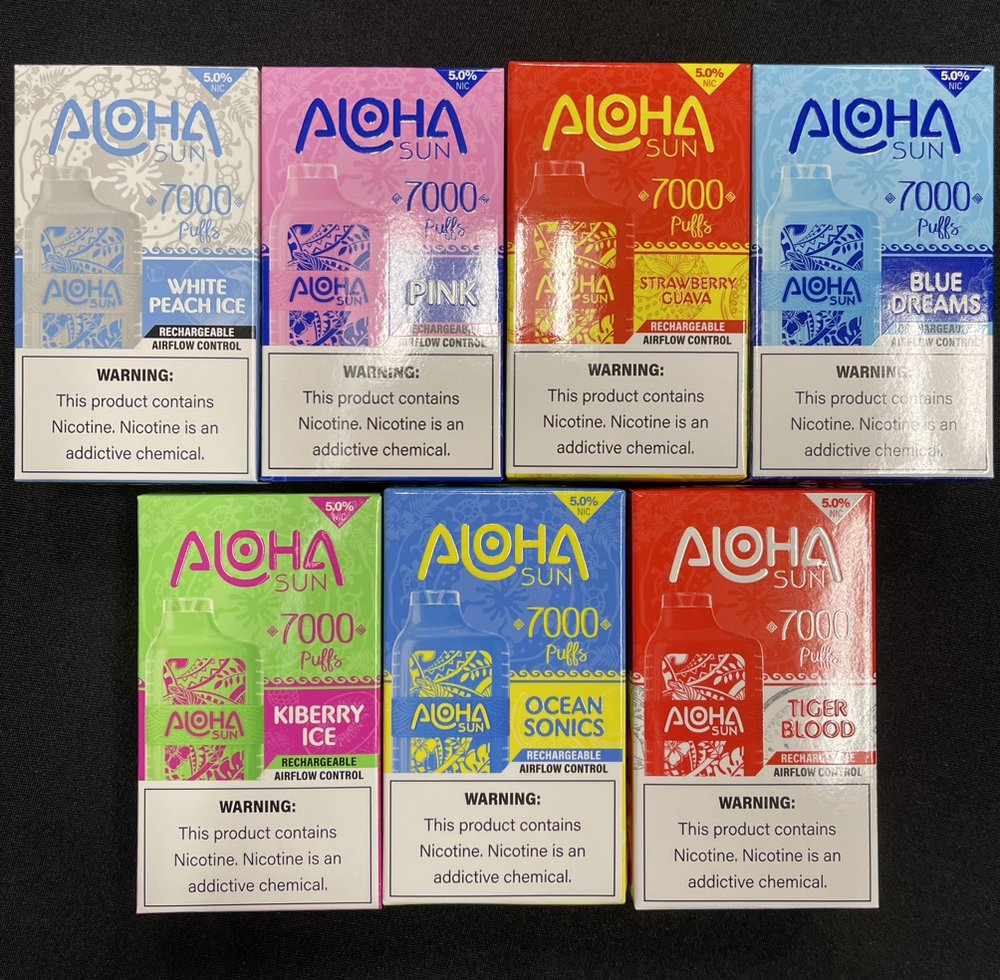 5.0%
NIC
ALOHA
SUN
7000
Puffs
ALOHA
SUN
WHITE
PEACH ICE
RECHARGEABLE
AIRFLOW CONTROL
WARNING:
This product contains
Nicotine. Nicotine is an
addictive chemical.
5.0%
NIC
ALOHA
SUN
7000
Puffs
ALOHA
SUN
PINK
RECHARGEABLE
AIRFLOW CONTROL
WARNING:
This product contains
Nicotine. Nicotine is an
addictive chemical.
5.0%
NIC
ALOHA
SUN
7000
Puffs
ALOHA
SUN
STRAWBERRY
GUAVA
RECHARGEABLE
AIRFLOW CONTROL
WARNING:
This product contains
Nicotine. Nicotine is an
addictive chemical.
5.0%
NIC
ALOHA
SUN
7000
Puffs
ALOHA
SUN
BLUE
DREAMS
RECHARGEABLE
AIRFLOW CONTROL
WARNING:
This product contains
Nicotine. Nicotine is an
addictive chemical.
5.0%
NIC
ALOHA
SUN
7000
Puffs
ALOHA
SUN
KIBERRY
ICE
RECHARGEABLE
AIRFLOW CONTROL
WARNING:
This product contains
Nicotine. Nicotine is an
addictive chemical.
5.0%
NIC
ALOHA
SUN
7000
Puffs
ALOHA
SUN
OCEAN
SONICS
RECHARGEABLE
AIRFLOW CONTROL
WARNING:
This product contains
Nicotine. Nicotine is an
addictive chemical.
5.0%
NIC
ALOHA
SUN
7000
Puffs
ALOHA
SUN
TIGER
BLOOD
RECHARGEABLE
AIRFLOW CONTROL
WARNING:
This product contains
Nicotine. Nicotine is an
addictive chemical.